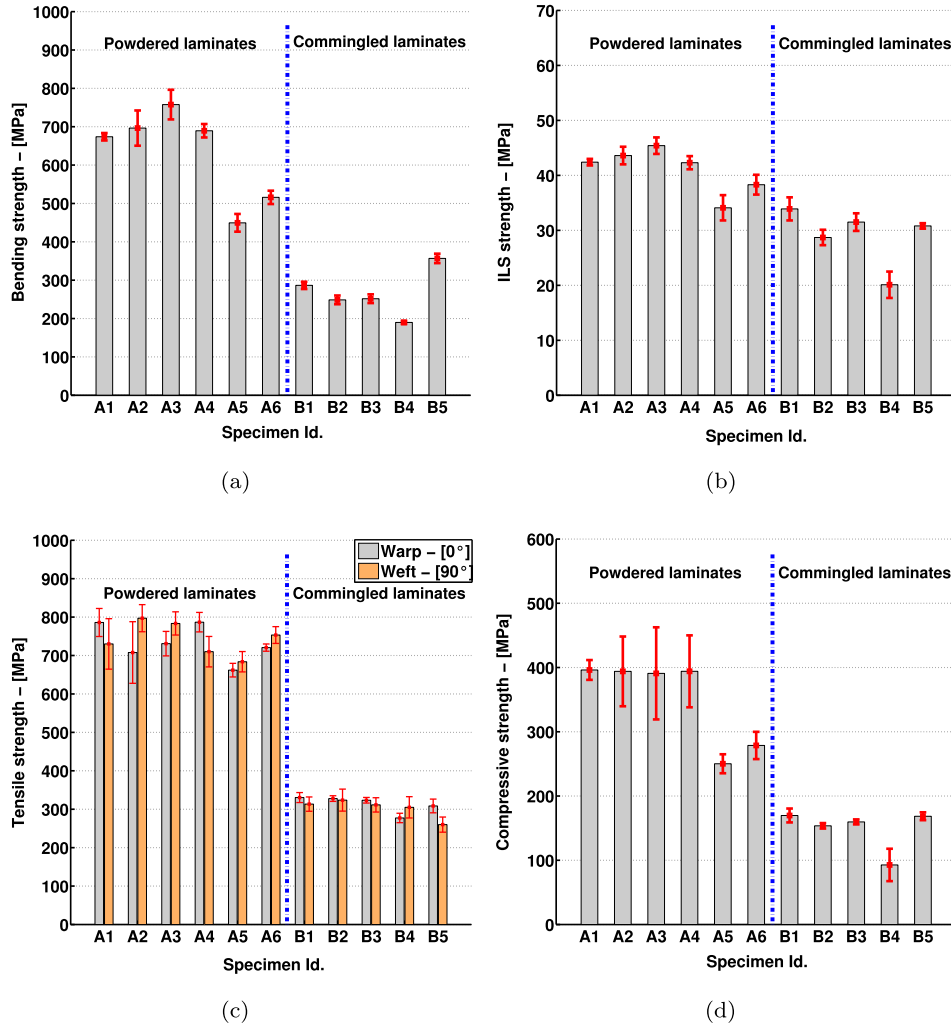 1000
900
800
700
600
500
400
300
200
100
0
Bending strength – [MPa]
Powdered laminates
Commingled laminates
A1 A2 A3 A4 A5 A6 B1 B2 B3 B4 B5
Specimen Id.
(a)
70
60
50
40
30
20
10
0
ILS strength – [MPa]
Powdered laminates
Commingled laminates
A1 A2 A3 A4 A5 A6 B1 B2 B3 B4 B5
Specimen Id.
(b)
1000
900
800
700
600
500
400
300
200
100
0
Tensile strength – [MPa]
Warp – [0°]
Weft – [90°]
Powdered laminates
Commingled laminates
A1 A2 A3 A4 A5 A6 B1 B2 B3 B4 B5
Specimen Id.
(c)
600
500
400
300
200
100
0
Compressive strength – [MPa]
Powdered laminates
Commingled laminates
A1 A2 A3 A4 A5 A6 B1 B2 B3 B4 B5
Specimen Id.
(d)